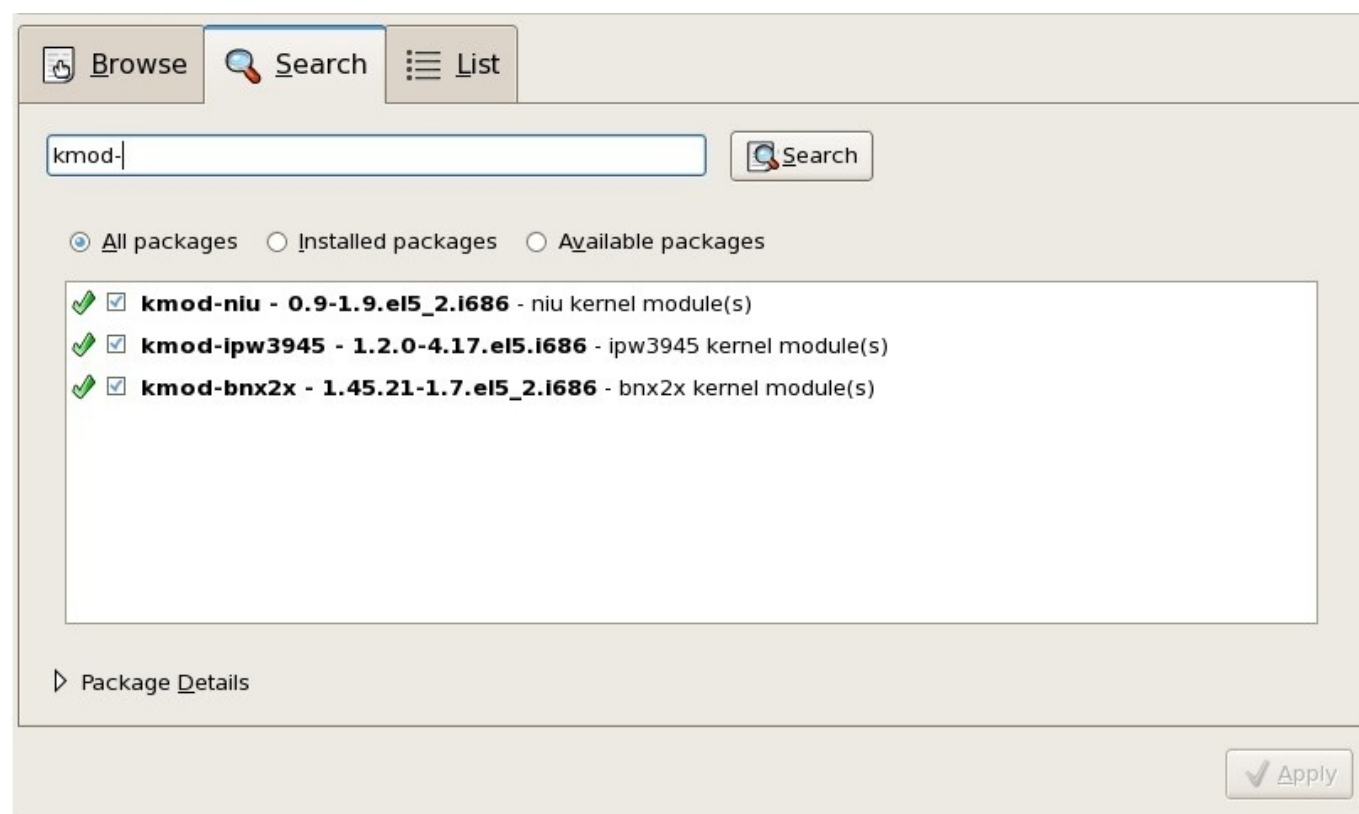 Browse Search List
kmod-
Search
All packages Installed packages Available packages
kmod-niu - 0.9-1.9.el5_2.i686 - niu kernel module(s)
kmod-ipw3945 - 1.2.0-4.17.el5.i686 - ipw3945 kernel module(s)
kmod-bnx2x - 1.45.21-1.7.el5_2.i686 - bnx2x kernel module(s)
Package Details
Apply